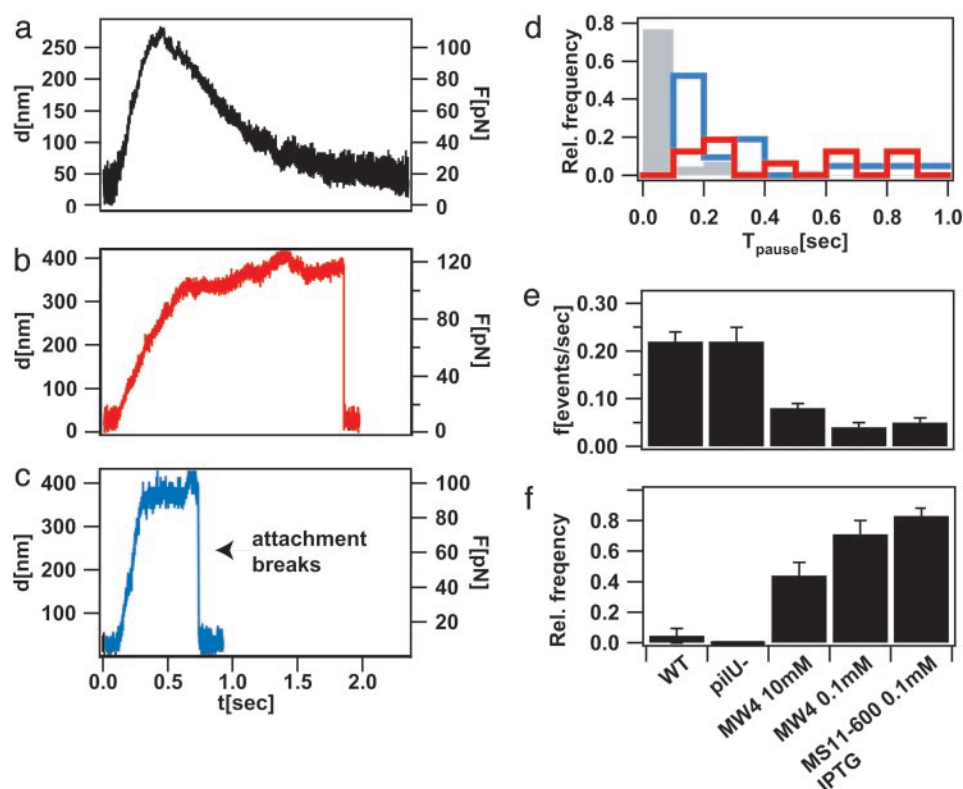 a
250
200
150
100
50
0
d[nm]
100
80
60
40
20
0
F[pN]
b
400
300
200
100
0
d[nm]
120
80
40
0
F[pN]
c
400
300
200
100
d[nm]
100
80
60
40
20
F[pN]
attachment
breaks
0.0 0.5 1.0 1.5 2.0
t[sec]
d
0.8
0.4
0.2
0.0
Rel. frequency
0.0 0.2 0.4 0.6 0.8 1.0
Tpause[sec]
e
0.30
0.20
0.10
0.00
f[events/sec]
f
0.8
0.6
0.4
0.2
0.0
Rel. freqency
WT
pilU-
MW4 10mM
MW4 0.1mM
MS11-600 0.1mM
IPTG